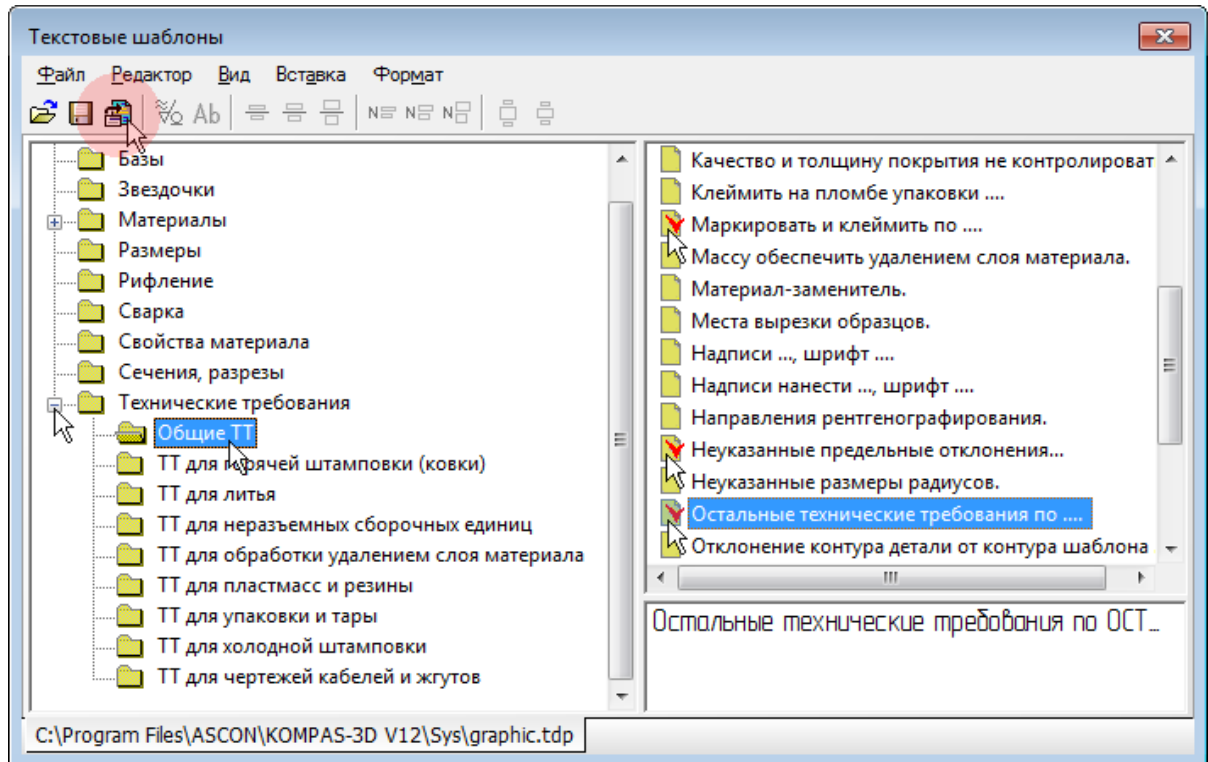 Текстовые шаблоны
Файл Редактор Вид Вставка Формат
Ab N N N
Базы
Звездочки
Материалы
Размеры
Рифление
Сварка
Свойства материала
Сечения, разрезы
Технические требования
Общие ТТ
ТТ для горячей штамповки (ковки)
ТТ для литья
ТТ для неразъемных сборочных единиц
ТТ для обработки удалением слоя материала
ТТ для пластмасс и резины
ТТ для упаковки и тары
ТТ для холодной штамповки
ТТ для чертежей кабелей и жгутов
Качество и толщину покрытия не контролироват
Клеймить на пломбе упаковки ....
Маркировать и клеймить по ....
Массу обеспечить удалением слоя материала.
Материал-заменитель.
Места вырезки образцов.
Надписи ..., шрифт ....
Надписи нанести ..., шрифт ....
Направления рентгенографирования.
Неуказанные предельные отклонения...
Неуказанные размеры радиусов.
Остальные технические требования по ....
Отклонение контура детали от контура шаблона
Остальные технические требования по ОСТ...
C:\Program Files\ASCON\KOMPAS-3D V12\Sys\graphic.tdp